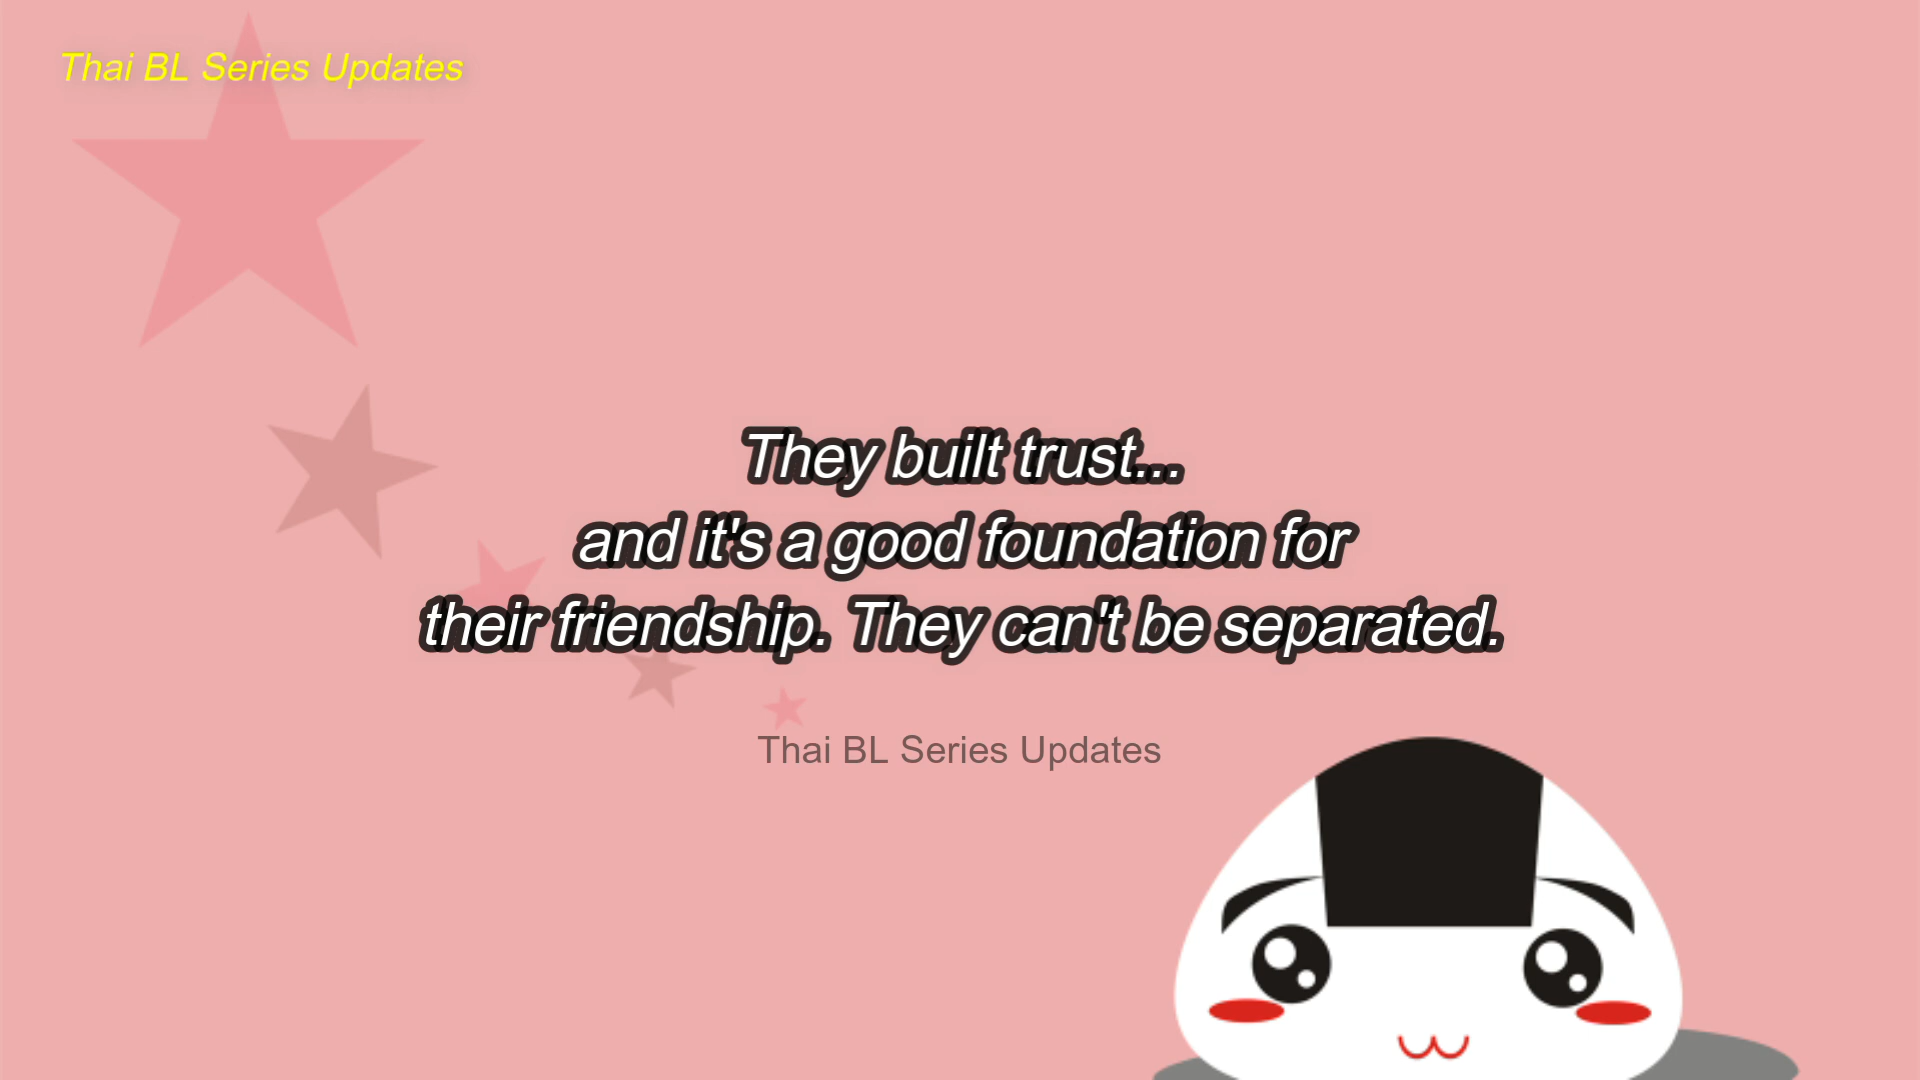 Thai BL Series Updates
They built trust...
and it's a good foundation for
their friendship. They can't be separated.
Thai BL Series Updates